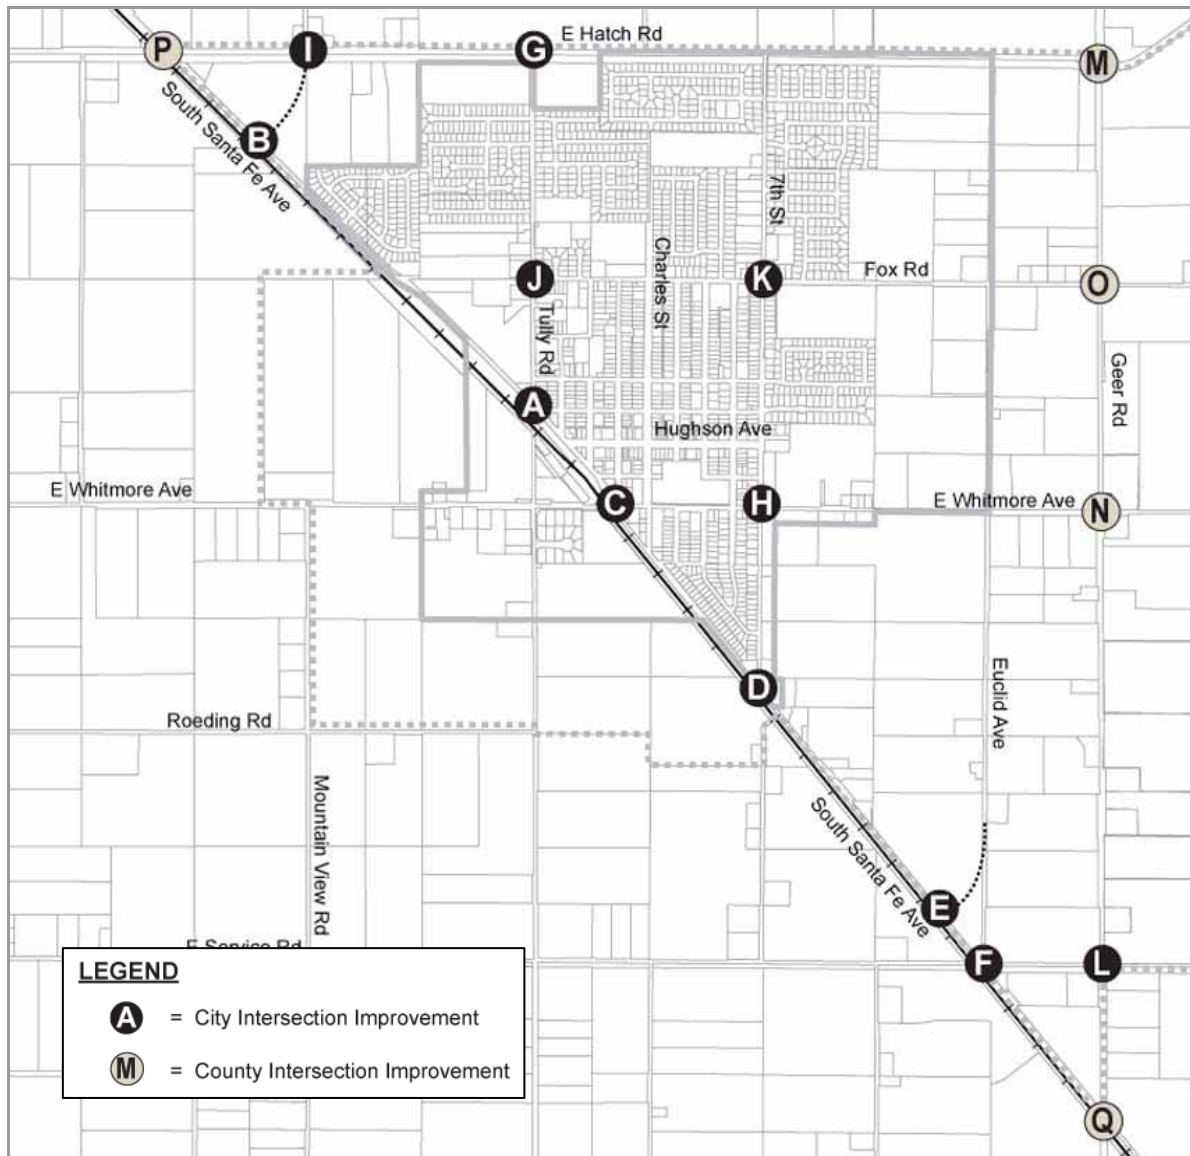 E Hatch Rd
P
I
G
M
South Santa Fe Ave
B
7th St
Charles St
Fox Rd
J
K
O
Tully Rd
Geer Rd
A
Hughson Ave
E Whitmore Ave
C
H
E Whitmore Ave
N
D
Euclid Ave
Roeding Rd
Mountain View Rd
South Santa Fe Ave
E
E Service Rd
F
L
LEGEND
A = City Intersection Improvement
M = County Intersection Improvement
Q